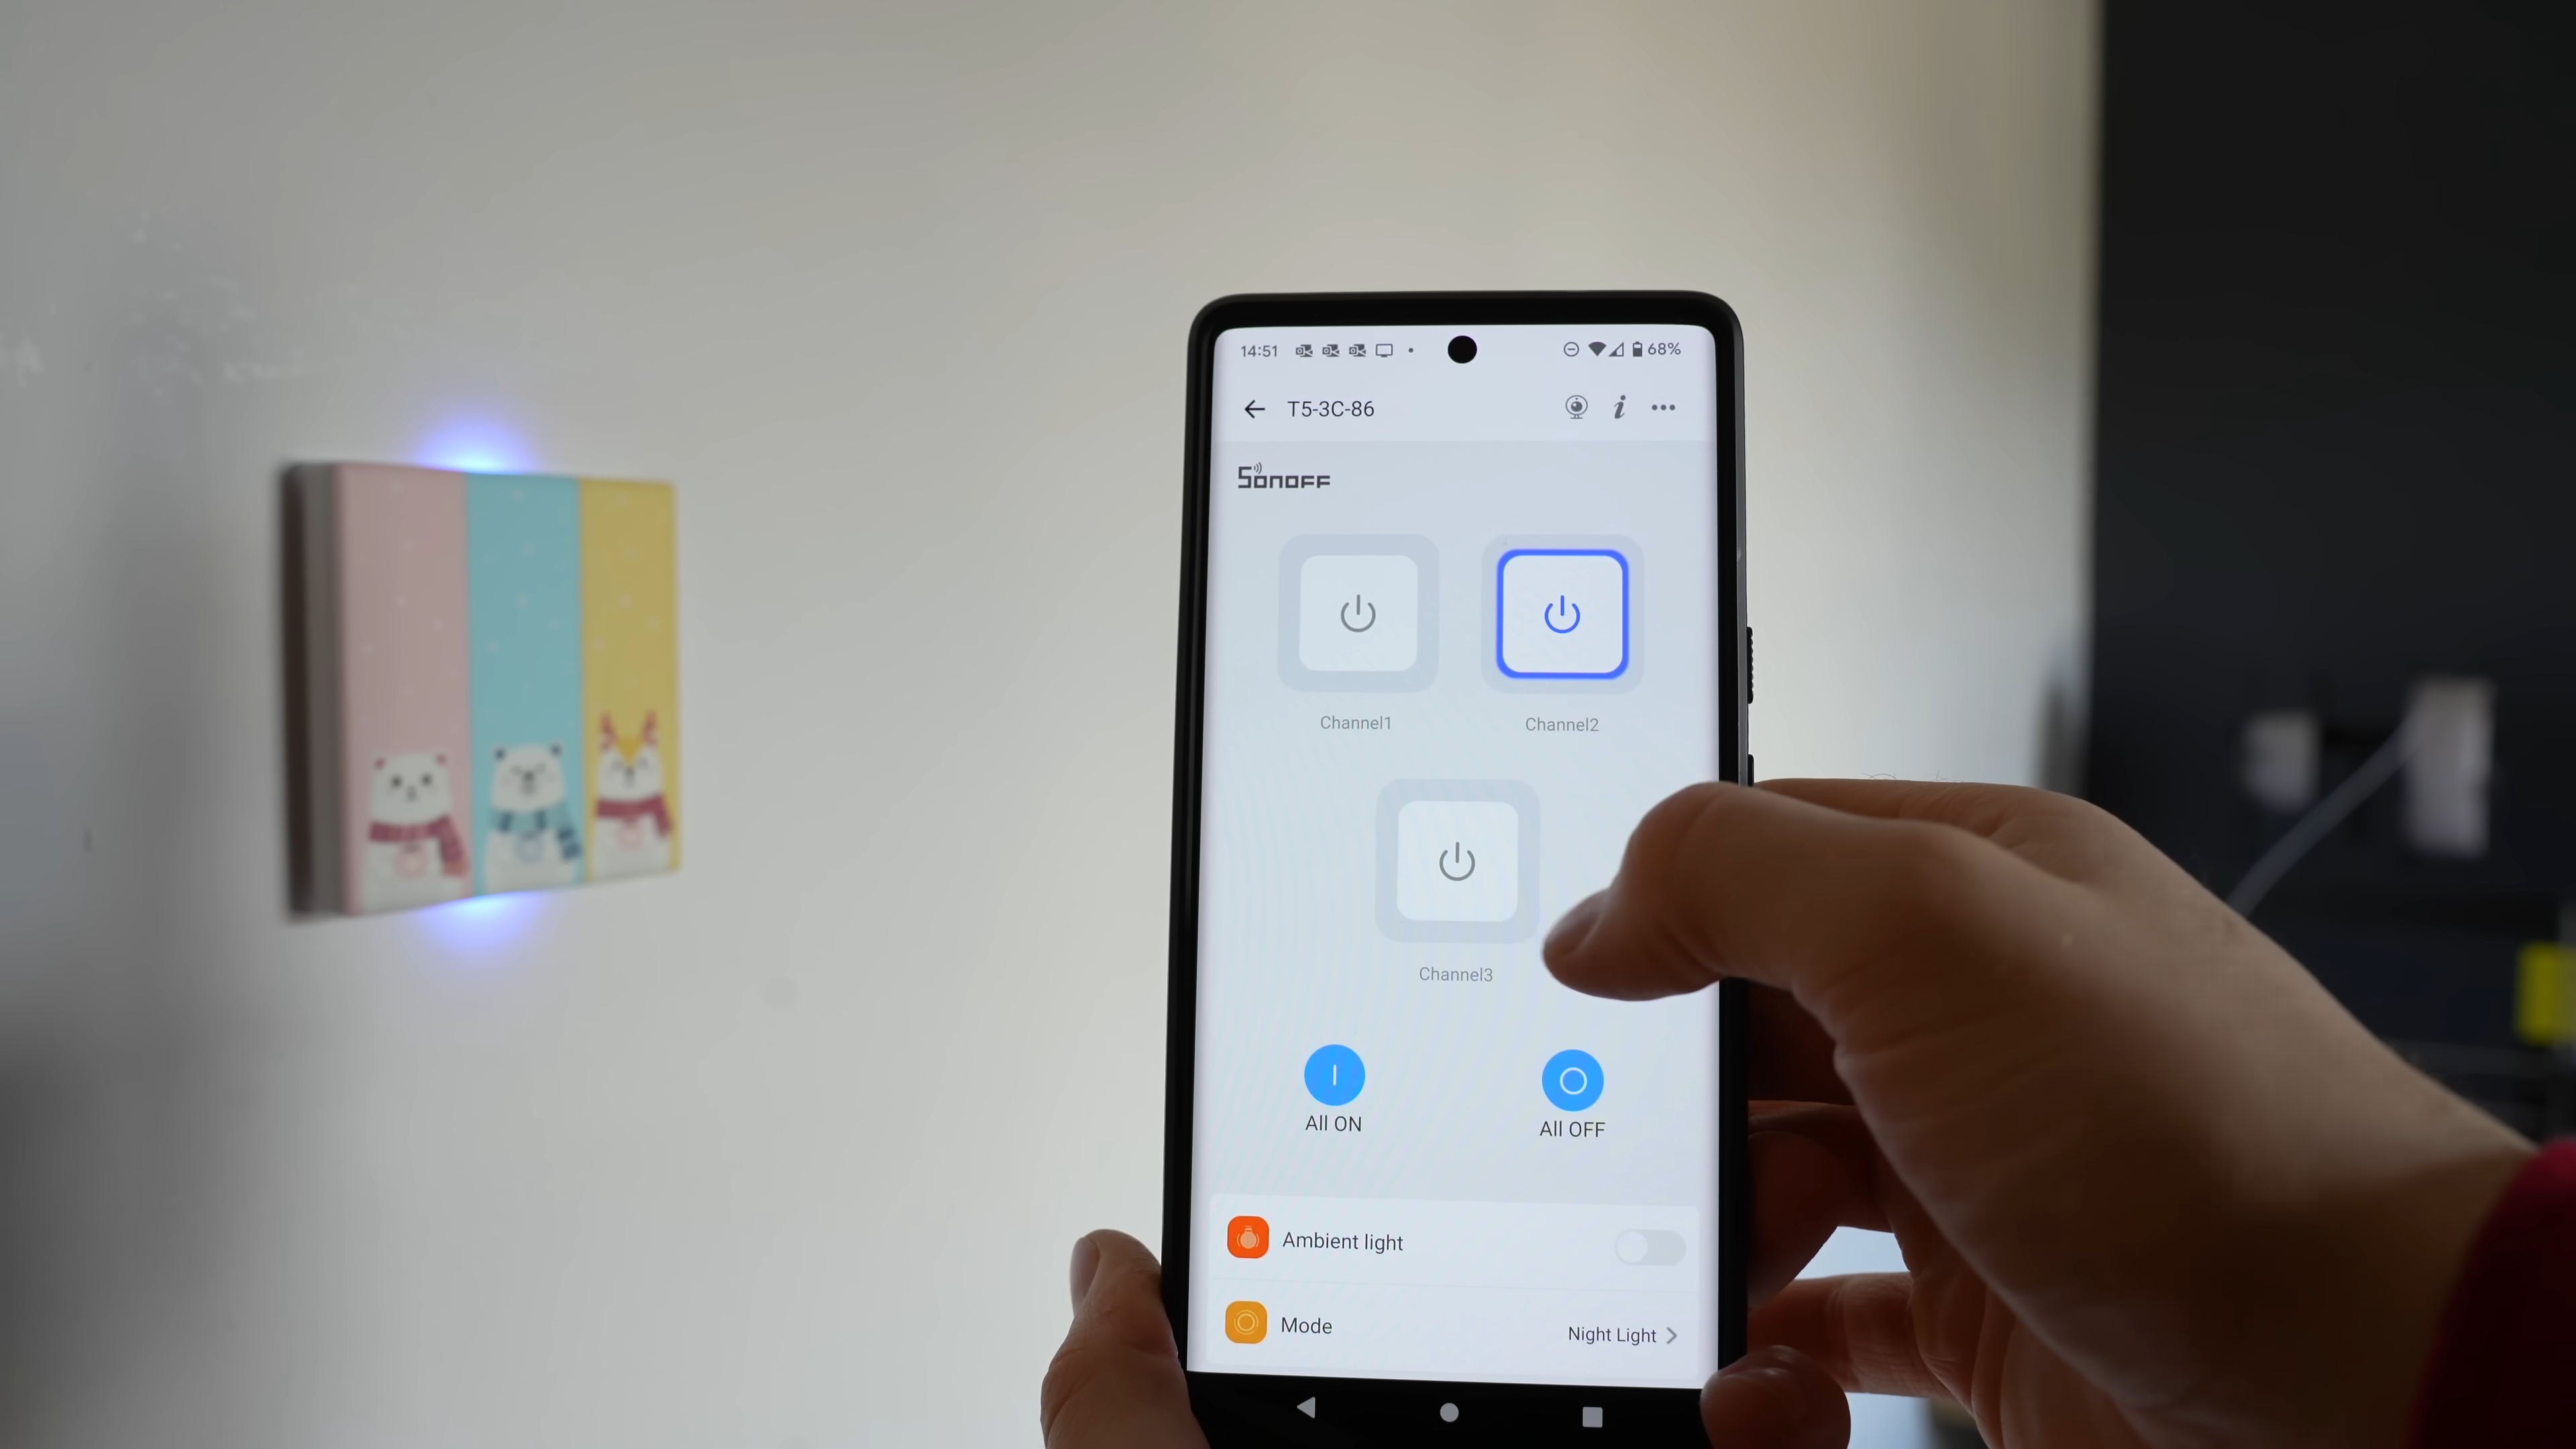 14:51 68%
T5-3C-86
SONOFF
Channel1 Channel2
Channel3
All ON All OFF
Ambient light
Mode Night Light